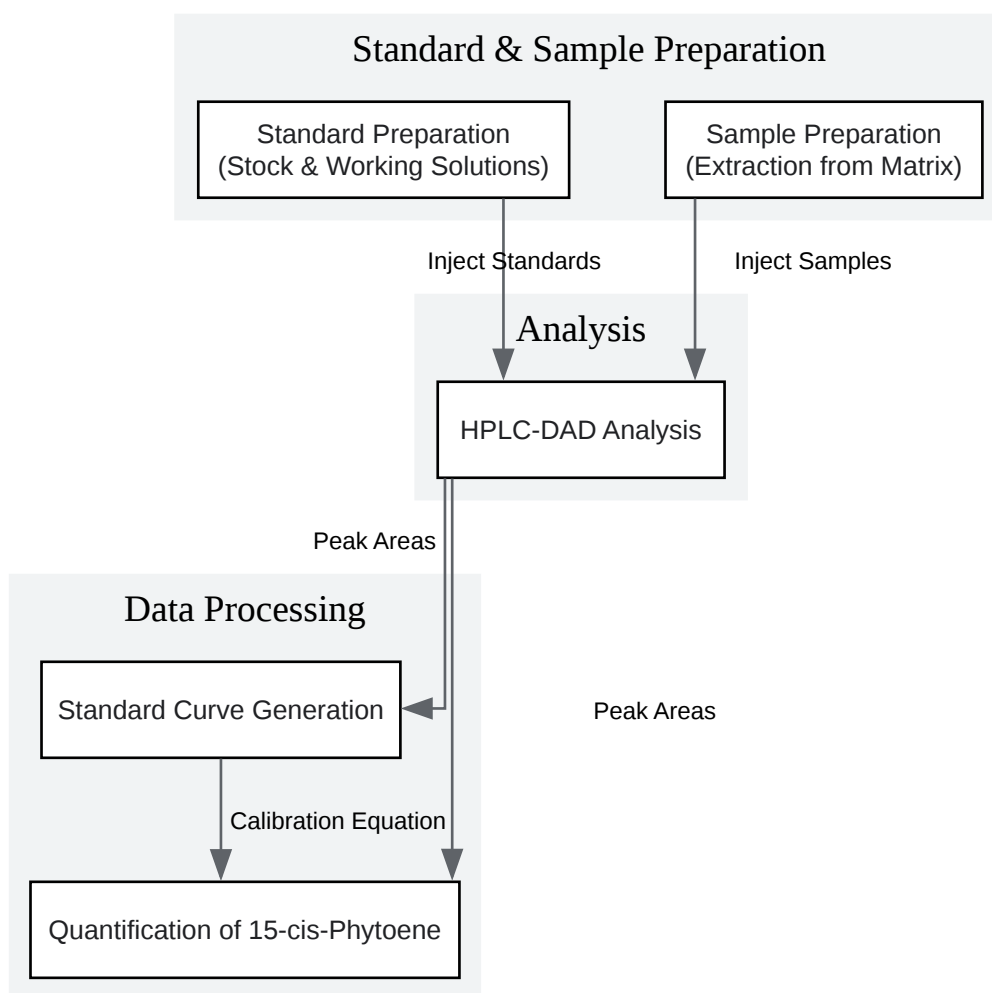 Standard & Sample Preparation
Standard Preparation
(Stock & Working Solutions)
Sample Preparation
(Extraction from Matrix)
Inject Standards
Inject Samples
Analysis
HPLC-DAD Analysis
Peak Areas
Data Processing
Standard Curve Generation
Peak Areas
Calibration Equation
Quantification of 15-cis-Phytoene